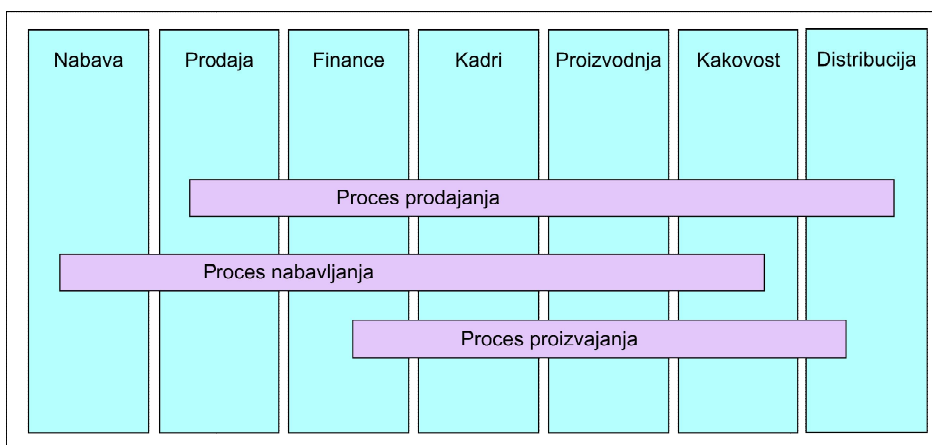 Nabava
Prodaja
Finance
Kadri
Proizvodnja
Kakovost
Distribucija
Proces prodajanja
Proces nabavljanja
Proces proizvajanja